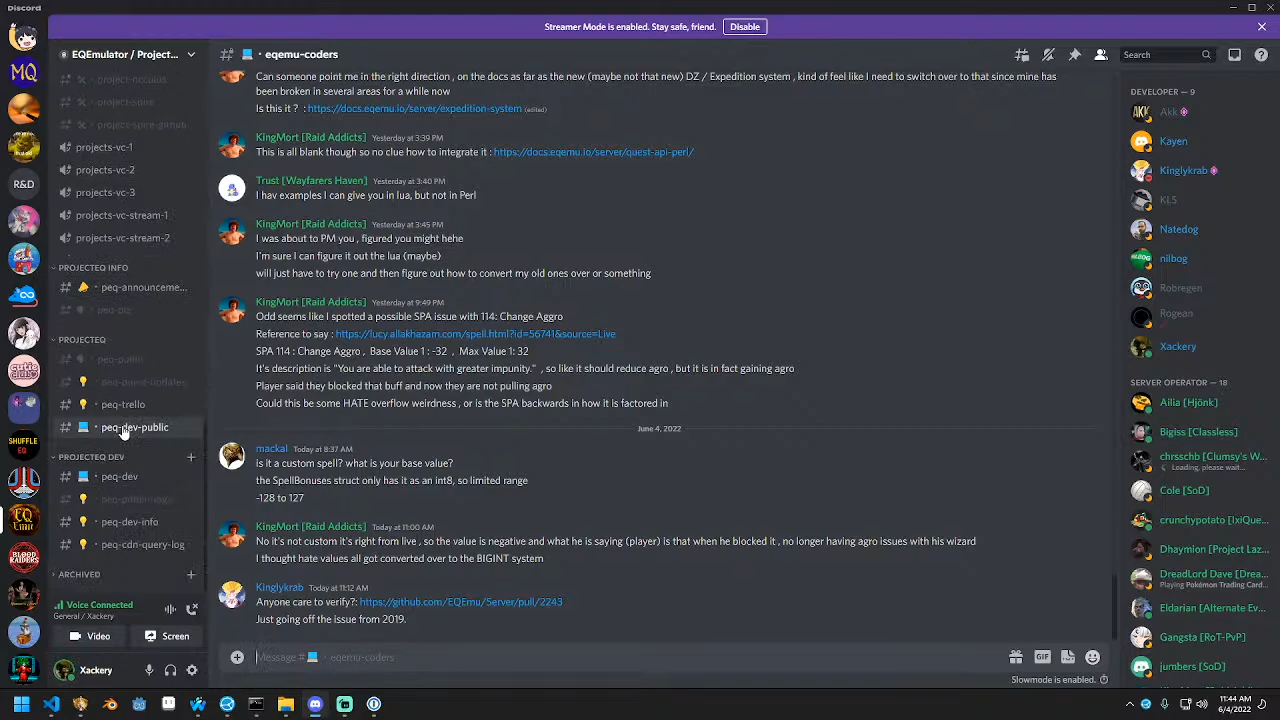 Discord
Streamer Mode is enabled. Stay safe, friend.
Disable
EQEmulator / Project...
project-occulus
project-spire
project-spire-github
projects-vc-1
projects-vc-2
projects-vc-3
projects-vc-stream-1
projects-vc-stream-2
PROJECTEQ INFO
peq-announceme...
PROJECTEQ
peq-trello
peq-dev-public
PROJECTEQ DEV
peq-dev
peq-dev-info
peq-cdn-query-log
ARCHIVED
Voice Connected
General / Xackery
Video
Screen
Xackery
MQ
R&D
SHUFFLE
EQ
eqemu-coders
Search
Can someone point me in the right direction , on the docs as far as the new (maybe not that new) DZ / Expedition system , kind of feel like I need to switch over to that since mine has
been broken in several areas for a while now
Is this it ? : https://docs.eqemu.io/server/expedition-system (edited)
KingMort [Raid Addicts] Yesterday at 3:39 PM
This is all blank though so no clue how to integrate it : https://docs.eqemu.io/server/quest-api-perl/
Trust [Wayfarers Haven] Yesterday at 3:40 PM
I hav examples I can give you in lua, but not in Perl
KingMort [Raid Addicts] Yesterday at 3:45 PM
I was about to PM you , figured you might hehe
I'm sure I can figure it out the lua (maybe)
will just have to try one and then figure out how to convert my old ones over or something
KingMort [Raid Addicts] Yesterday at 9:49 PM
Odd seems like I spotted a possible SPA issue with 114: Change Aggro
Reference to say : https://lucy.allakhazam.com/spell.html?id=56741&source=Live
SPA 114 : Change Aggro , Base Value 1 : -32 , Max Value 1: 32
It's description is "You are able to attack with greater impunity." , so like it should reduce agro , but it is in fact gaining agro
Player said they blocked that buff and now they are not pulling agro
Could this be some HATE overflow weirdness , or is the SPA backwards in how it is factored in
June 4, 2022
mackal Today at 8:37 AM
is it a custom spell? what is your base value?
the SpellBonuses struct only has it as an int8, so limited range
-128 to 127
KingMort [Raid Addicts] Today at 11:00 AM
No it's not custom it's right from live , so the value is negative and what he is saying (player) is that when he blocked it , no longer having agro issues with his wizard
I thought hate values all got converted over to the BIGINT system
Kinglykrab Today at 11:12 AM
Anyone care to verify?: https://github.com/EQEmu/Server/pull/2243
Just going off the issue from 2019.
Message # eqemu-coders
GIF
Slowmode is enabled.
DEVELOPER — 9
Akk
Kayen
Kinglykrab
KLS
Natedog
nilbog
Robregen
Rogean
Xackery
SERVER OPERATOR — 18
Ailia [Hjönk]
Bigiss [Classless]
chrsschb [Clumsy's W...
Loading, please wait...
Cole [SoD]
crunchypotato [IxiQue...
Dhaymion [Project Laz...
DreadLord Dave [Drea...
Playing Pokémon Trading Card...
Eldarian [Alternate Ev...
Gangsta [RoT-PvP]
jumbers [SoD]
11:44 AM
6/4/2022